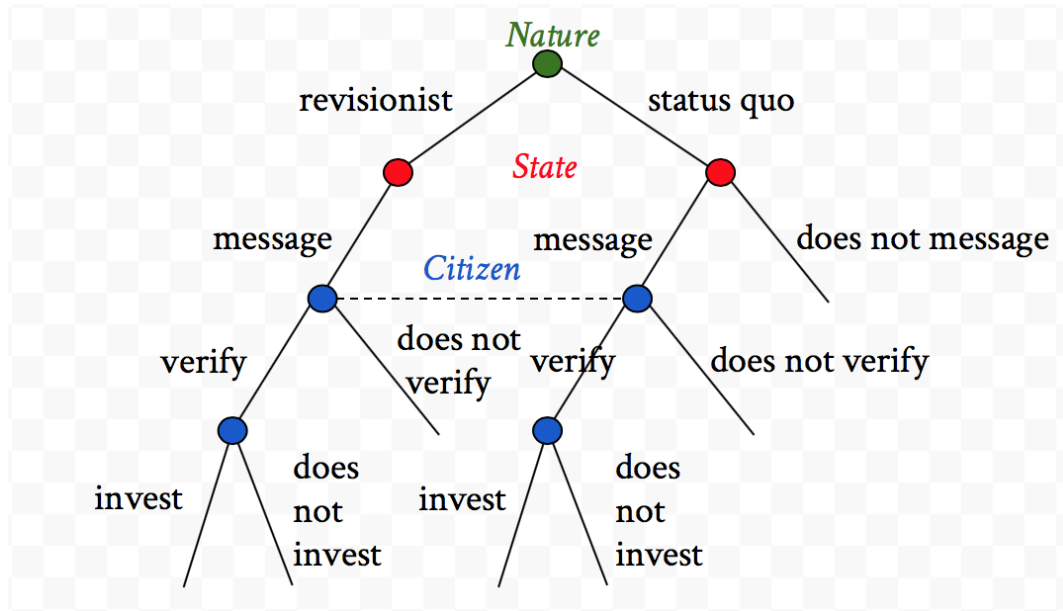 Nature
revisionist
status quo
State
message
message
does not message
Citizen
verify
does not
verify
verify
does not verify
invest
does
not
invest
invest
does
not
invest